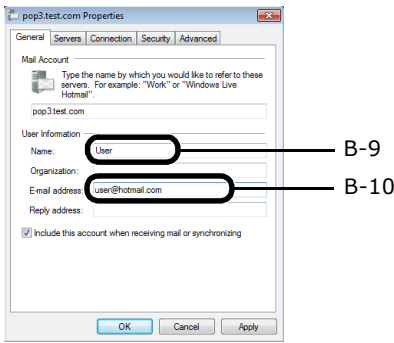 pop3.test.com Properties
General Servers Connection Security Advanced
Mail Account
Type the name by which you would like to refer to these
servers. For example: "Work" or "Windows Live
Hotmail".
pop3.test.com
User Information
Name: User B-9
Organization:
E-mail address: user@hotmail.com B-10
Reply address:
Include this account when receiving mail or synchronizing
OK Cancel Apply